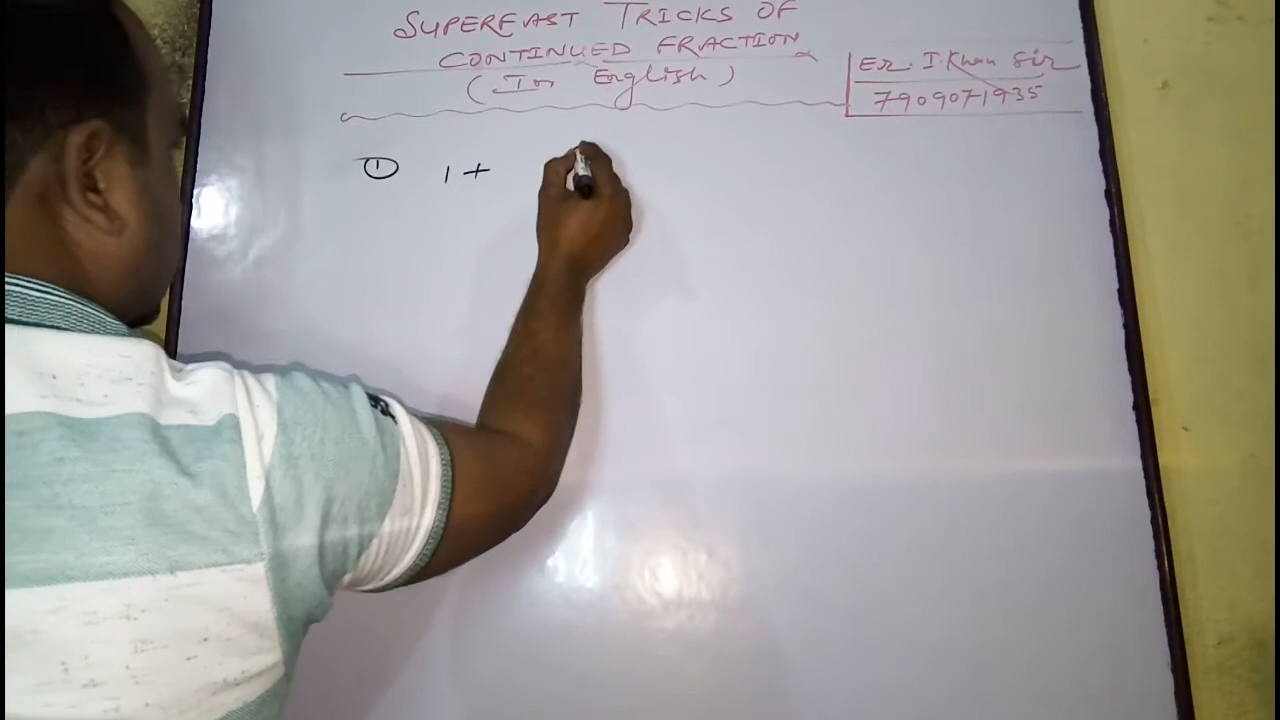 SUPERFAST TRICKS OF
CONTINUED FRACTION
(In English)
Er. I. Khan Sir
7909071935
① 1 +